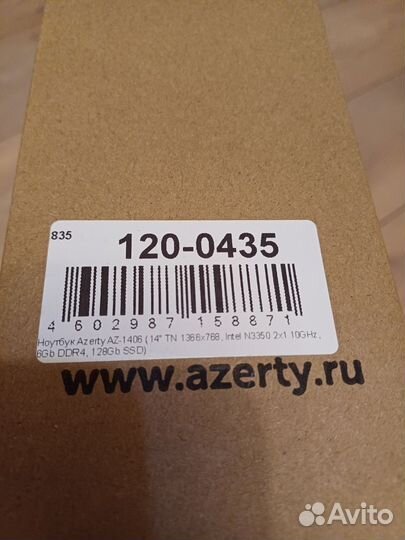 835
120-0435
4 602987 158871
Ноутбук Azerty AZ-1406 (14" TN 1366x768, Intel N3350 2x1.10GHz,
6Gb DDR4, 128Gb SSD)
www.azerty.ru
Avito